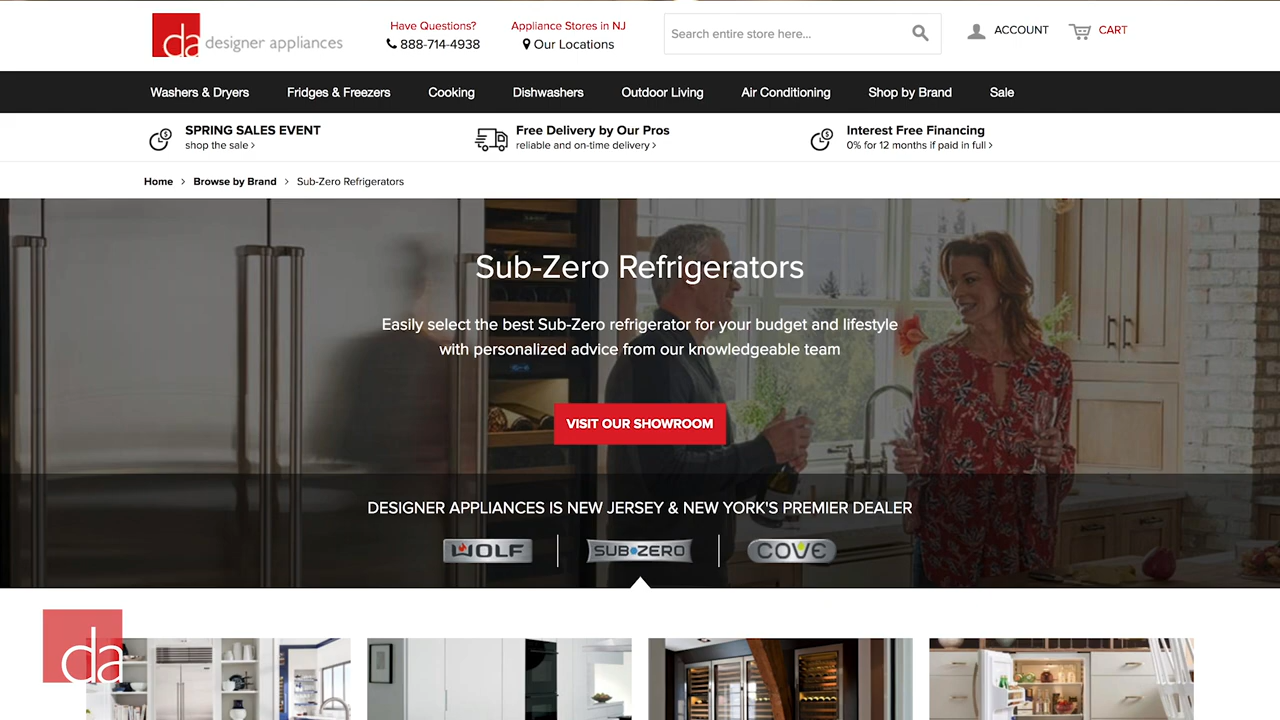 da designer appliances
Have Questions?
888-714-4938
Appliance Stores in NJ
Our Locations
Search entire store here...
ACCOUNT
CART
Washers & Dryers
Fridges & Freezers
Cooking
Dishwashers
Outdoor Living
Air Conditioning
Shop by Brand
Sale
SPRING SALES EVENT
shop the sale ›
Free Delivery by Our Pros
reliable and on-time delivery ›
Interest Free Financing
0% for 12 months if paid in full ›
Home > Browse by Brand > Sub-Zero Refrigerators
Sub-Zero Refrigerators
Easily select the best Sub-Zero refrigerator for your budget and lifestyle
with personalized advice from our knowledgeable team
VISIT OUR SHOWROOM
DESIGNER APPLIANCES IS NEW JERSEY & NEW YORK'S PREMIER DEALER
WOLF
SUB-ZERO
COVE
da